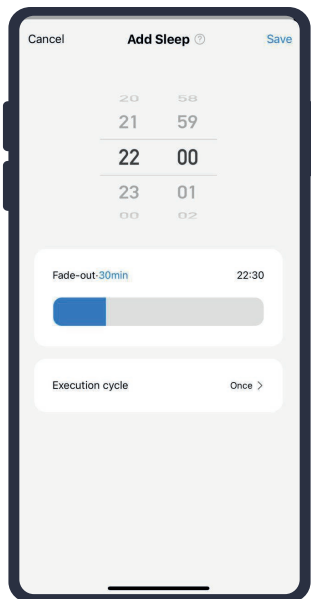 Cancel Add Sleep ? Save
20 58
21 59
22 00
23 01
00 02
Fade-out·30min 22:30
Execution cycle Once >